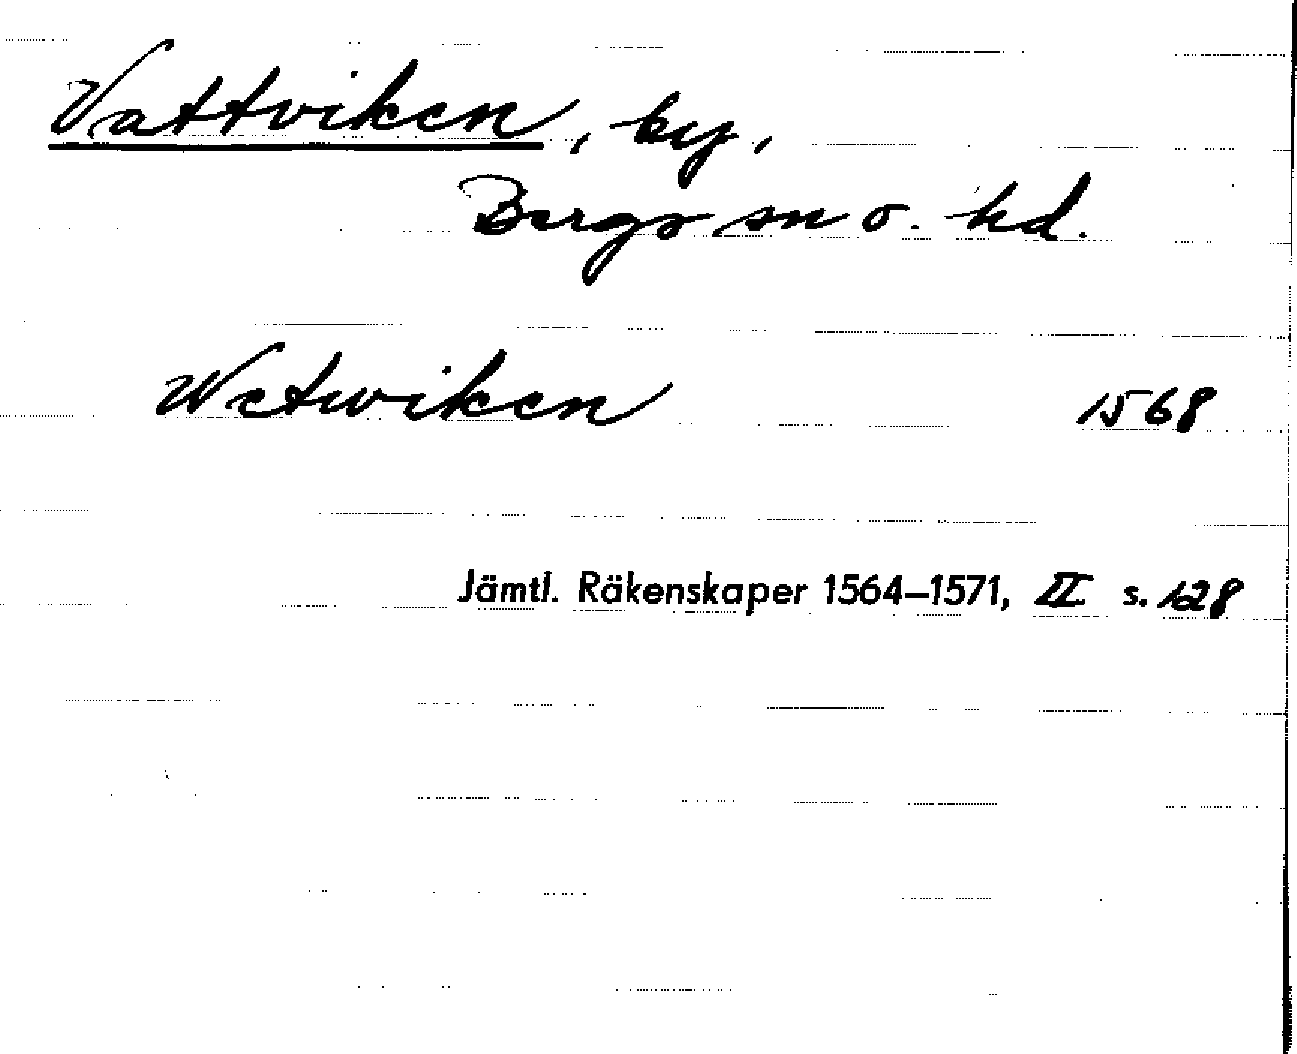 Vattviken, by,
Bergs sn o. hd.
Wetwiken 1568
Jämtl. Räkenskaper 1564–1571, II s. 128